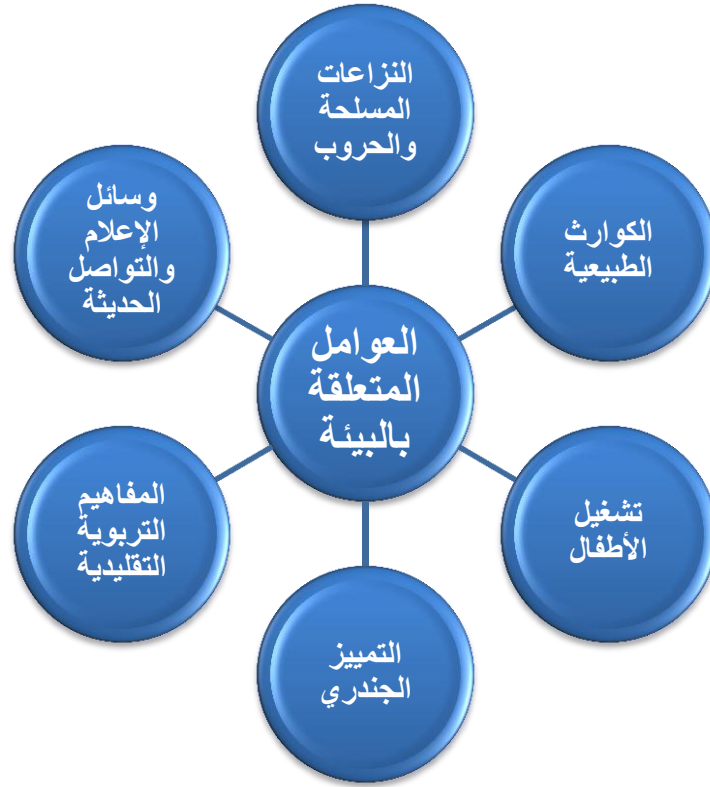 النزاعات
المسلحة
والحروب
الكوارث
الطبيعية
تشغيل
الأطفال
التمييز
الجندري
المفاهيم
التربوية
التقليدية
وسائل
الإعلام
والتواصل
الحديثة
العوامل
المتعلقة
بالبيئة